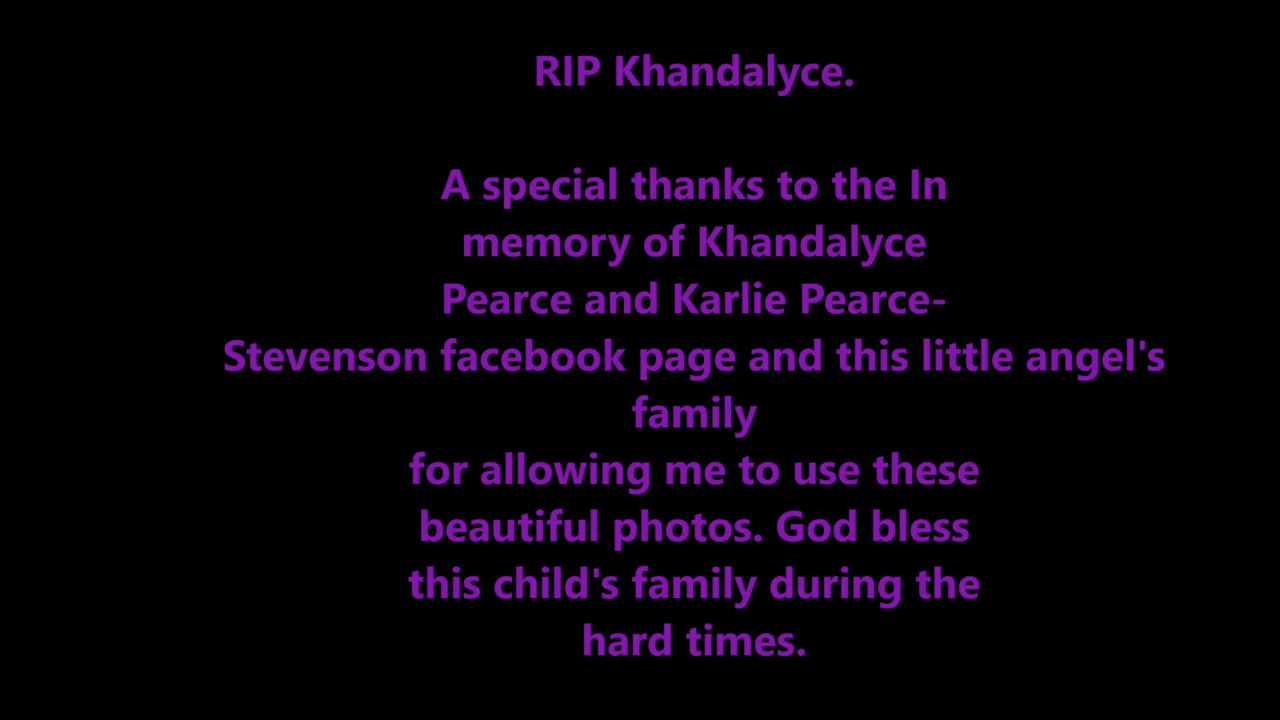 RIP Khandalyce.
A special thanks to the In
memory of Khandalyce
Pearce and Karlie Pearce-
Stevenson facebook page and this little angel's
family
for allowing me to use these
beautiful photos. God bless
this child's family during the
hard times.